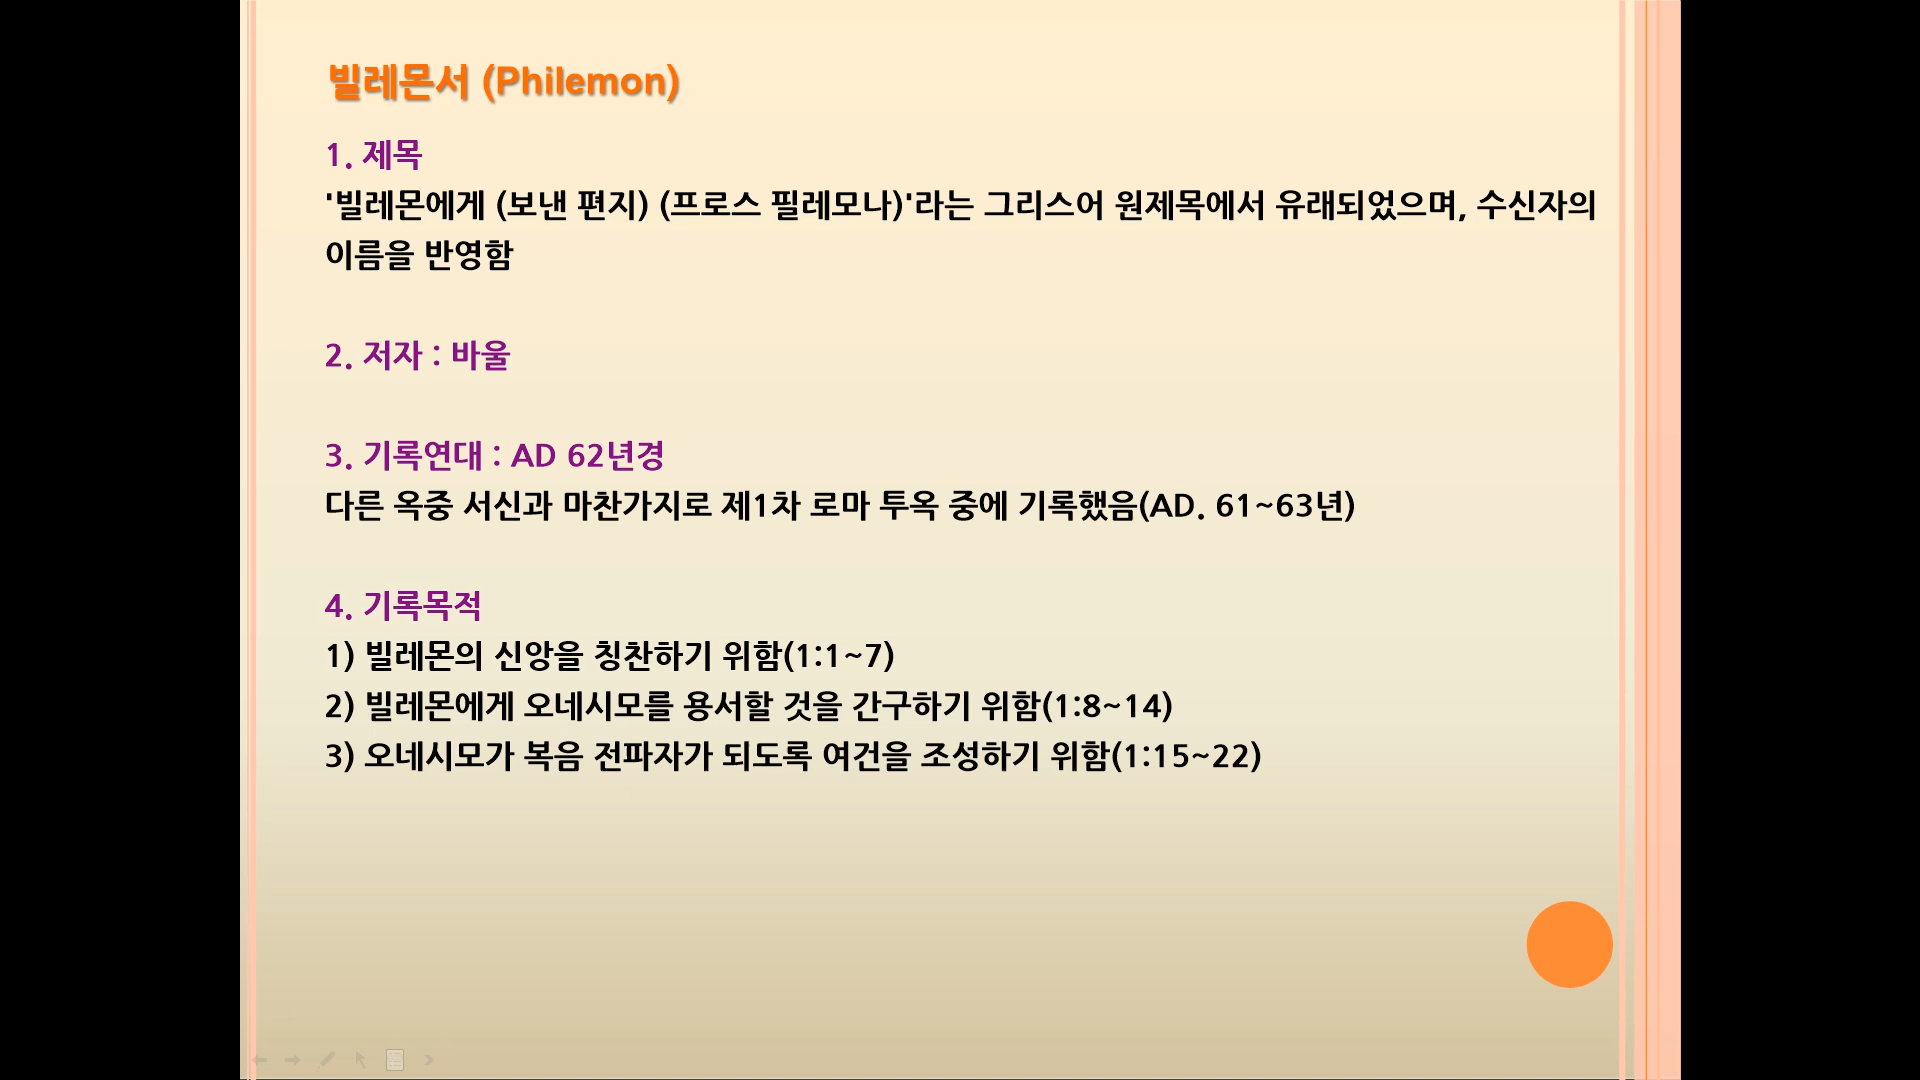 빌레몬서 (Philemon)
1. 제목
'빌레몬에게 (보낸 편지) (프로스 필레모나)'라는 그리스어 원제목에서 유래되었으며, 수신자의
이름을 반영함
2. 저자 : 바울
3. 기록연대 : AD 62년경
다른 옥중 서신과 마찬가지로 제1차 로마 투옥 중에 기록했음(AD. 61~63년)
4. 기록목적
1) 빌레몬의 신앙을 칭찬하기 위함(1:1~7)
2) 빌레몬에게 오네시모를 용서할 것을 간구하기 위함(1:8~14)
3) 오네시모가 복음 전파자가 되도록 여건을 조성하기 위함(1:15~22)